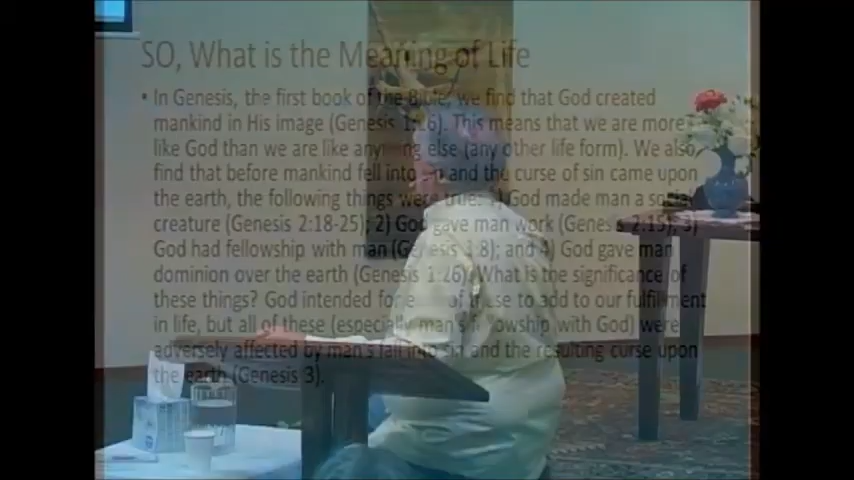 SO, What is the Meaning of Life
• In Genesis, the first book of the Bible, we find that God created
mankind in His image (Genesis 1:26). This means that we are more
like God than we are like anything else (any other life form). We also
find that before mankind fell into sin and the curse of sin came upon
the earth, the following things were true: 1) God made man a social
creature (Genesis 2:18-25); 2) God gave man work (Genesis 2:15); 3)
God had fellowship with man (Genesis 3:8); and 4) God gave man
dominion over the earth (Genesis 1:26). What is the significance of
these things? God intended for each of these to add to our fulfillment
in life, but all of these (especially man's fellowship with God) were
adversely affected by man's fall into sin and the resulting curse upon
the earth (Genesis 3).